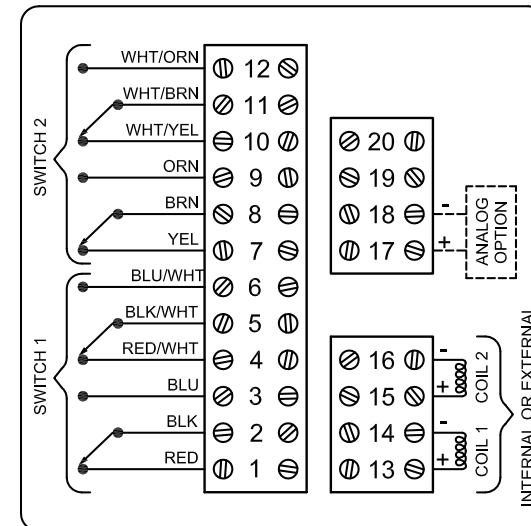 SWITCH 2
WHT/ORN 12
WHT/BRN 11
WHT/YEL 10
ORN 9
BRN 8
YEL 7
SWITCH 1
BLU/WHT 6
BLK/WHT 5
RED/WHT 4
BLU 3
BLK 2
RED 1
20
19
18 -
17 +
ANALOG
OPTION
16 -
15 +
COIL 2
14 -
13 +
COIL 1
INTERNAL OR EXTERNAL